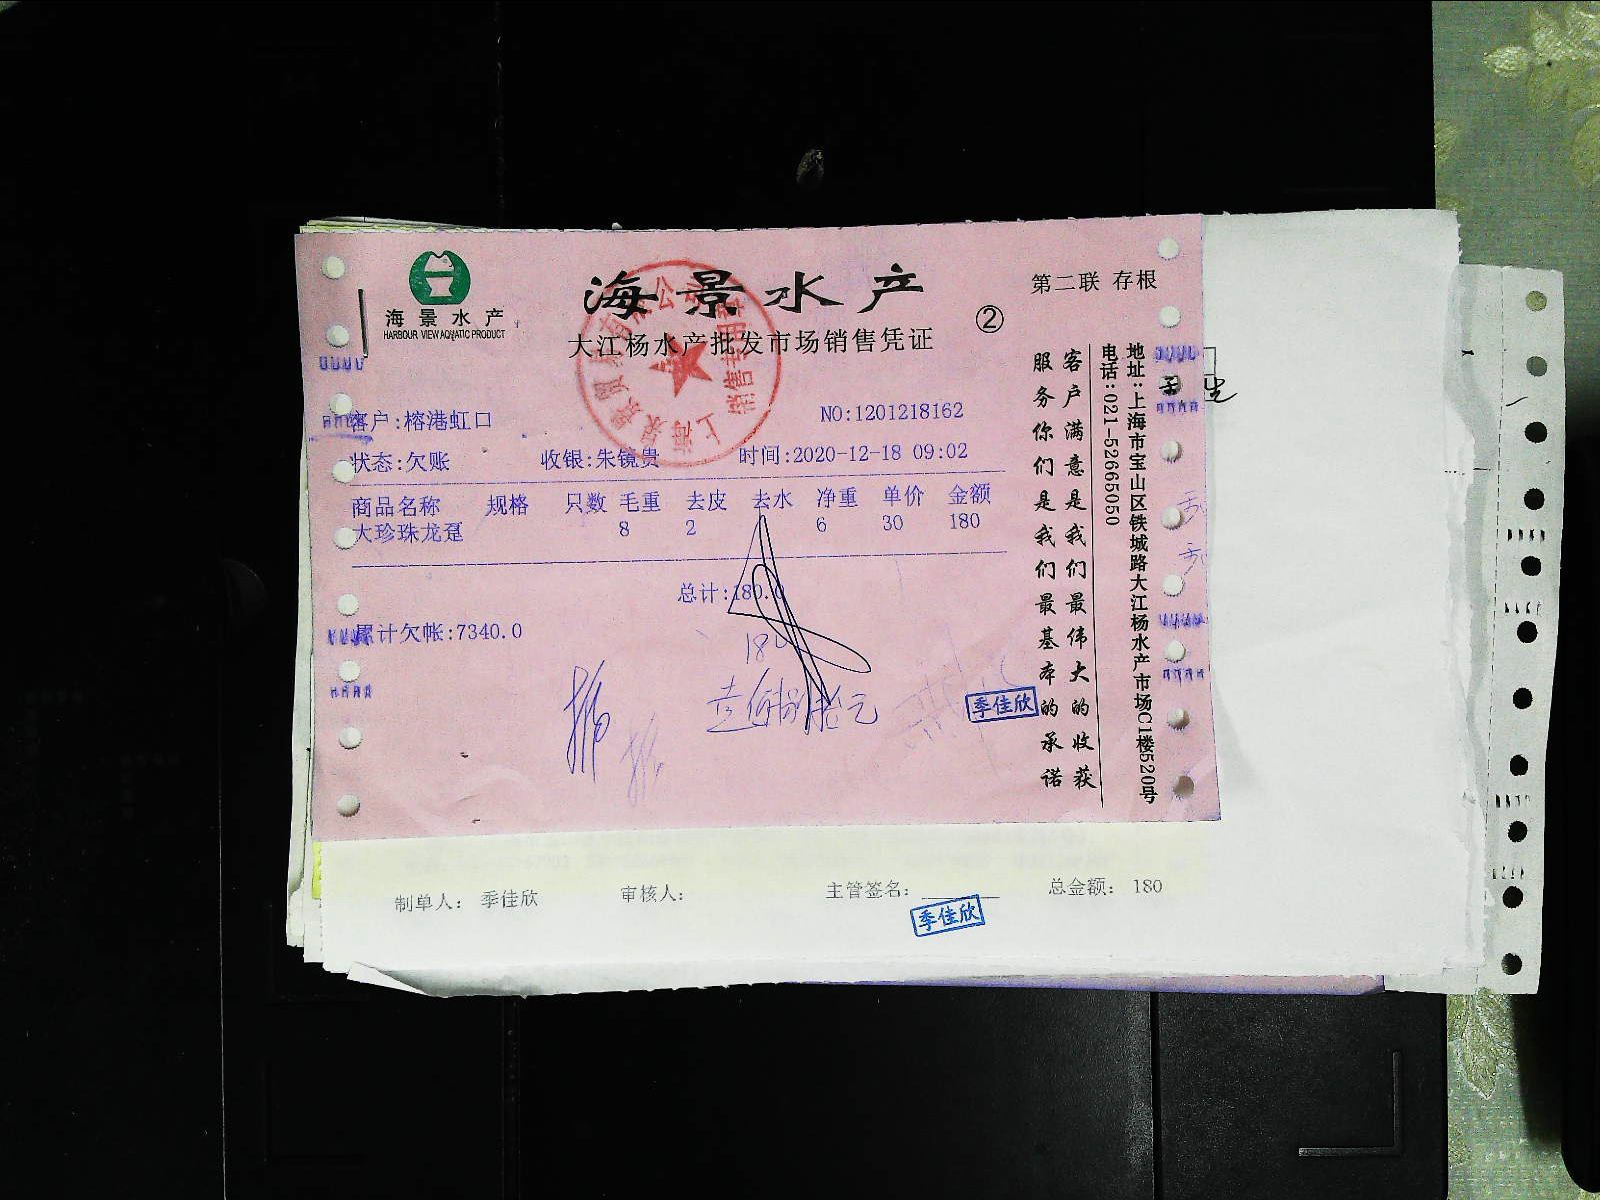 海景水产
HARBOUR VIEW AQUATIC PRODUCT
海景水产
大江杨水产批发市场销售凭证
②
第二联 存根
客户:榕港虹口
NO:1201218162
状态:欠账
收银:朱镜贵
时间:2020-12-18 09:02
商品名称 规格 只数 毛重 去皮 去水 净重 单价 金额
大珍珠龙趸 8 2 6 30 180
总计:180.0
累计欠帐:7340.0
180
季佳欣
客户满意是我们最伟大的收获
服务你们是我们最基本的承诺
地址:上海市宝山区铁城路大江杨水产市场C1楼520号
电话:021-52665050
销售专用章
制单人: 季佳欣 审核人: 主管签名: 总金额: 180
季佳欣